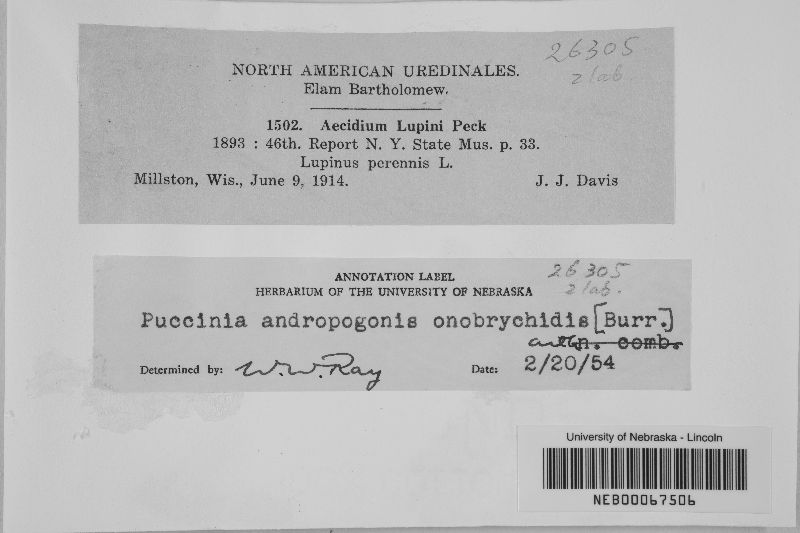 26305
2 lab.
NORTH AMERICAN UREDINALES.
Elam Bartholomew.
1502. Aecidium Lupini Peck
1893 : 46th. Report N. Y. State Mus. p. 33.
Lupinus perennis L.
Millston, Wis., June 9, 1914. J. J. Davis
26305
2 lab.
ANNOTATION LABEL
HERBARIUM OF THE UNIVERSITY OF NEBRASKA
Puccinia andropogonis onobrychidis [Burr.]
n. comb.
Determined by: W. W. Ray Date: 2/20/54
University of Nebraska - Lincoln
NEB00067506